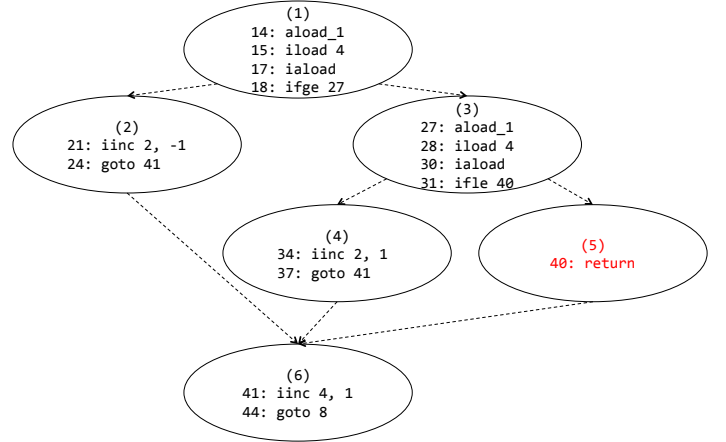 (1)
14: aload_1
15: iload 4
17: iaload
18: ifge 27
(2)
21: iinc 2, -1
24: goto 41
(3)
27: aload_1
28: iload 4
30: iaload
31: ifle 40
(4)
34: iinc 2, 1
37: goto 41
(5)
40: return
(6)
41: iinc 4, 1
44: goto 8